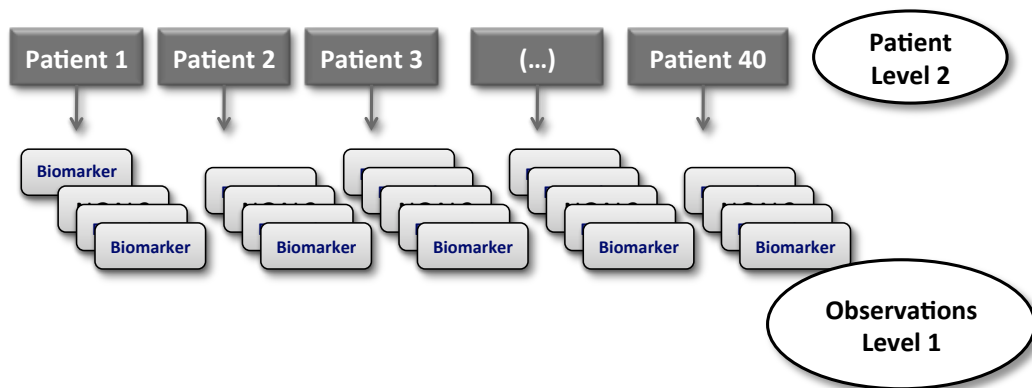 Patient 1
Patient 2
Patient 3
(...)
Patient 40
Patient
Level 2
Biomarker
Biomarker
Biomarker
Biomarker
Biomarker
Biomarker
Observations
Level 1